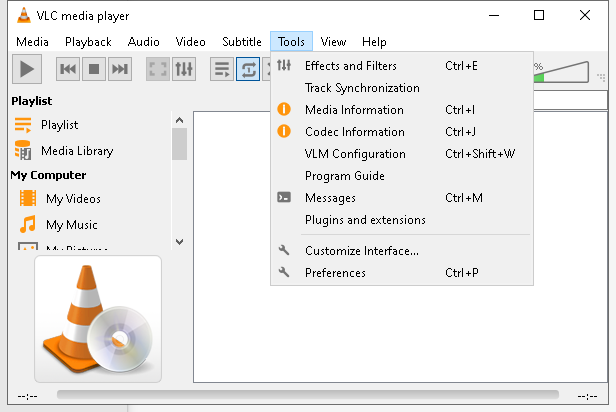 VLC media player
Media Playback Audio Video Subtitle Tools View Help
%
Playlist
Playlist
Media Library
My Computer
My Videos
My Music
Effects and Filters Ctrl+E
Track Synchronization
Media Information Ctrl+I
Codec Information Ctrl+J
VLM Configuration Ctrl+Shift+W
Program Guide
Messages Ctrl+M
Plugins and extensions
Customize Interface...
Preferences Ctrl+P
--:-- --:--